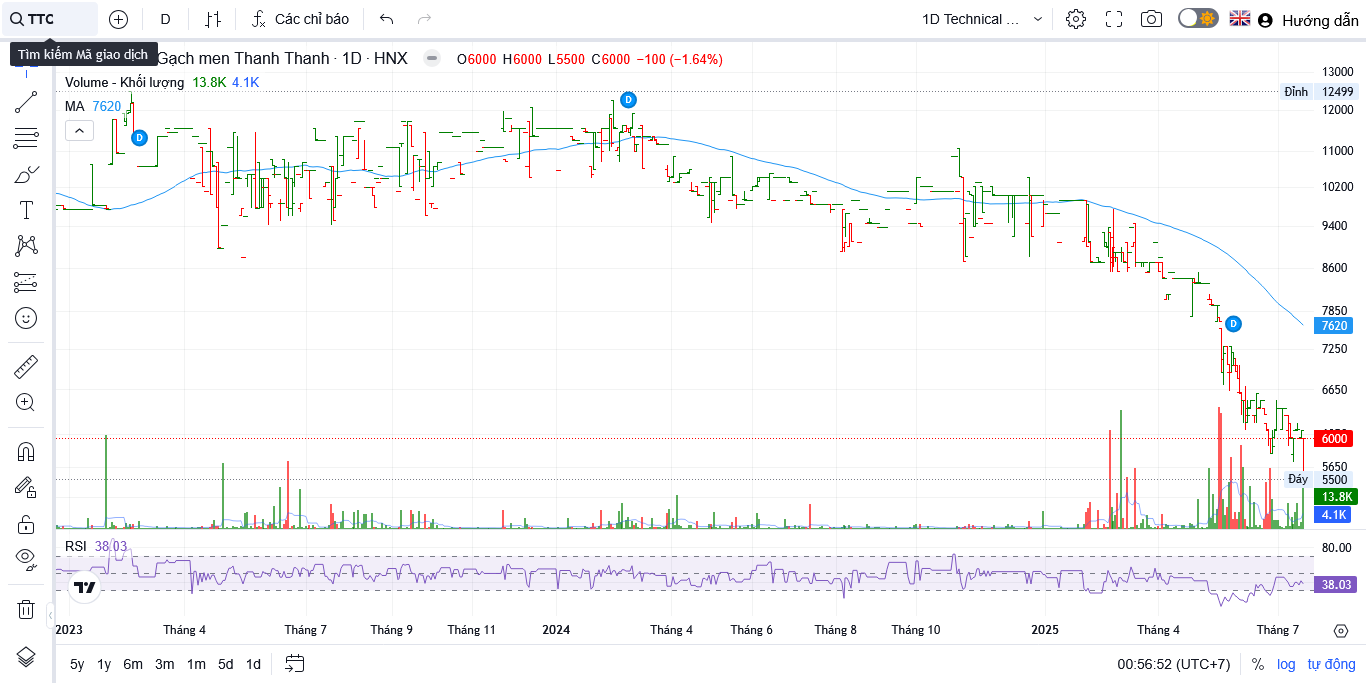 TTC
D
Các chỉ báo
1D Technical ...
Hướng dẫn
Tìm kiếm Mã giao dịch
Gạch men Thanh Thanh · 1D · HNX
O6000 H6000 L5500 C6000 −100 (−1.64%)
Volume - Khối lượng 13.8K 4.1K
MA 7620
D
D
D
13000
Đỉnh 12499
12000
11000
10200
9400
8600
7850
7620
7250
6650
6000
5650
Đáy 5500
13.8K
4.1K
RSI 38.03
80.00
38.03
2023 Tháng 4 Tháng 7 Tháng 9 Tháng 11 2024 Tháng 4 Tháng 6 Tháng 8 Tháng 10 2025 Tháng 4 Tháng 7
5y 1y 6m 3m 1m 5d 1d
00:56:52 (UTC+7) % log tự động